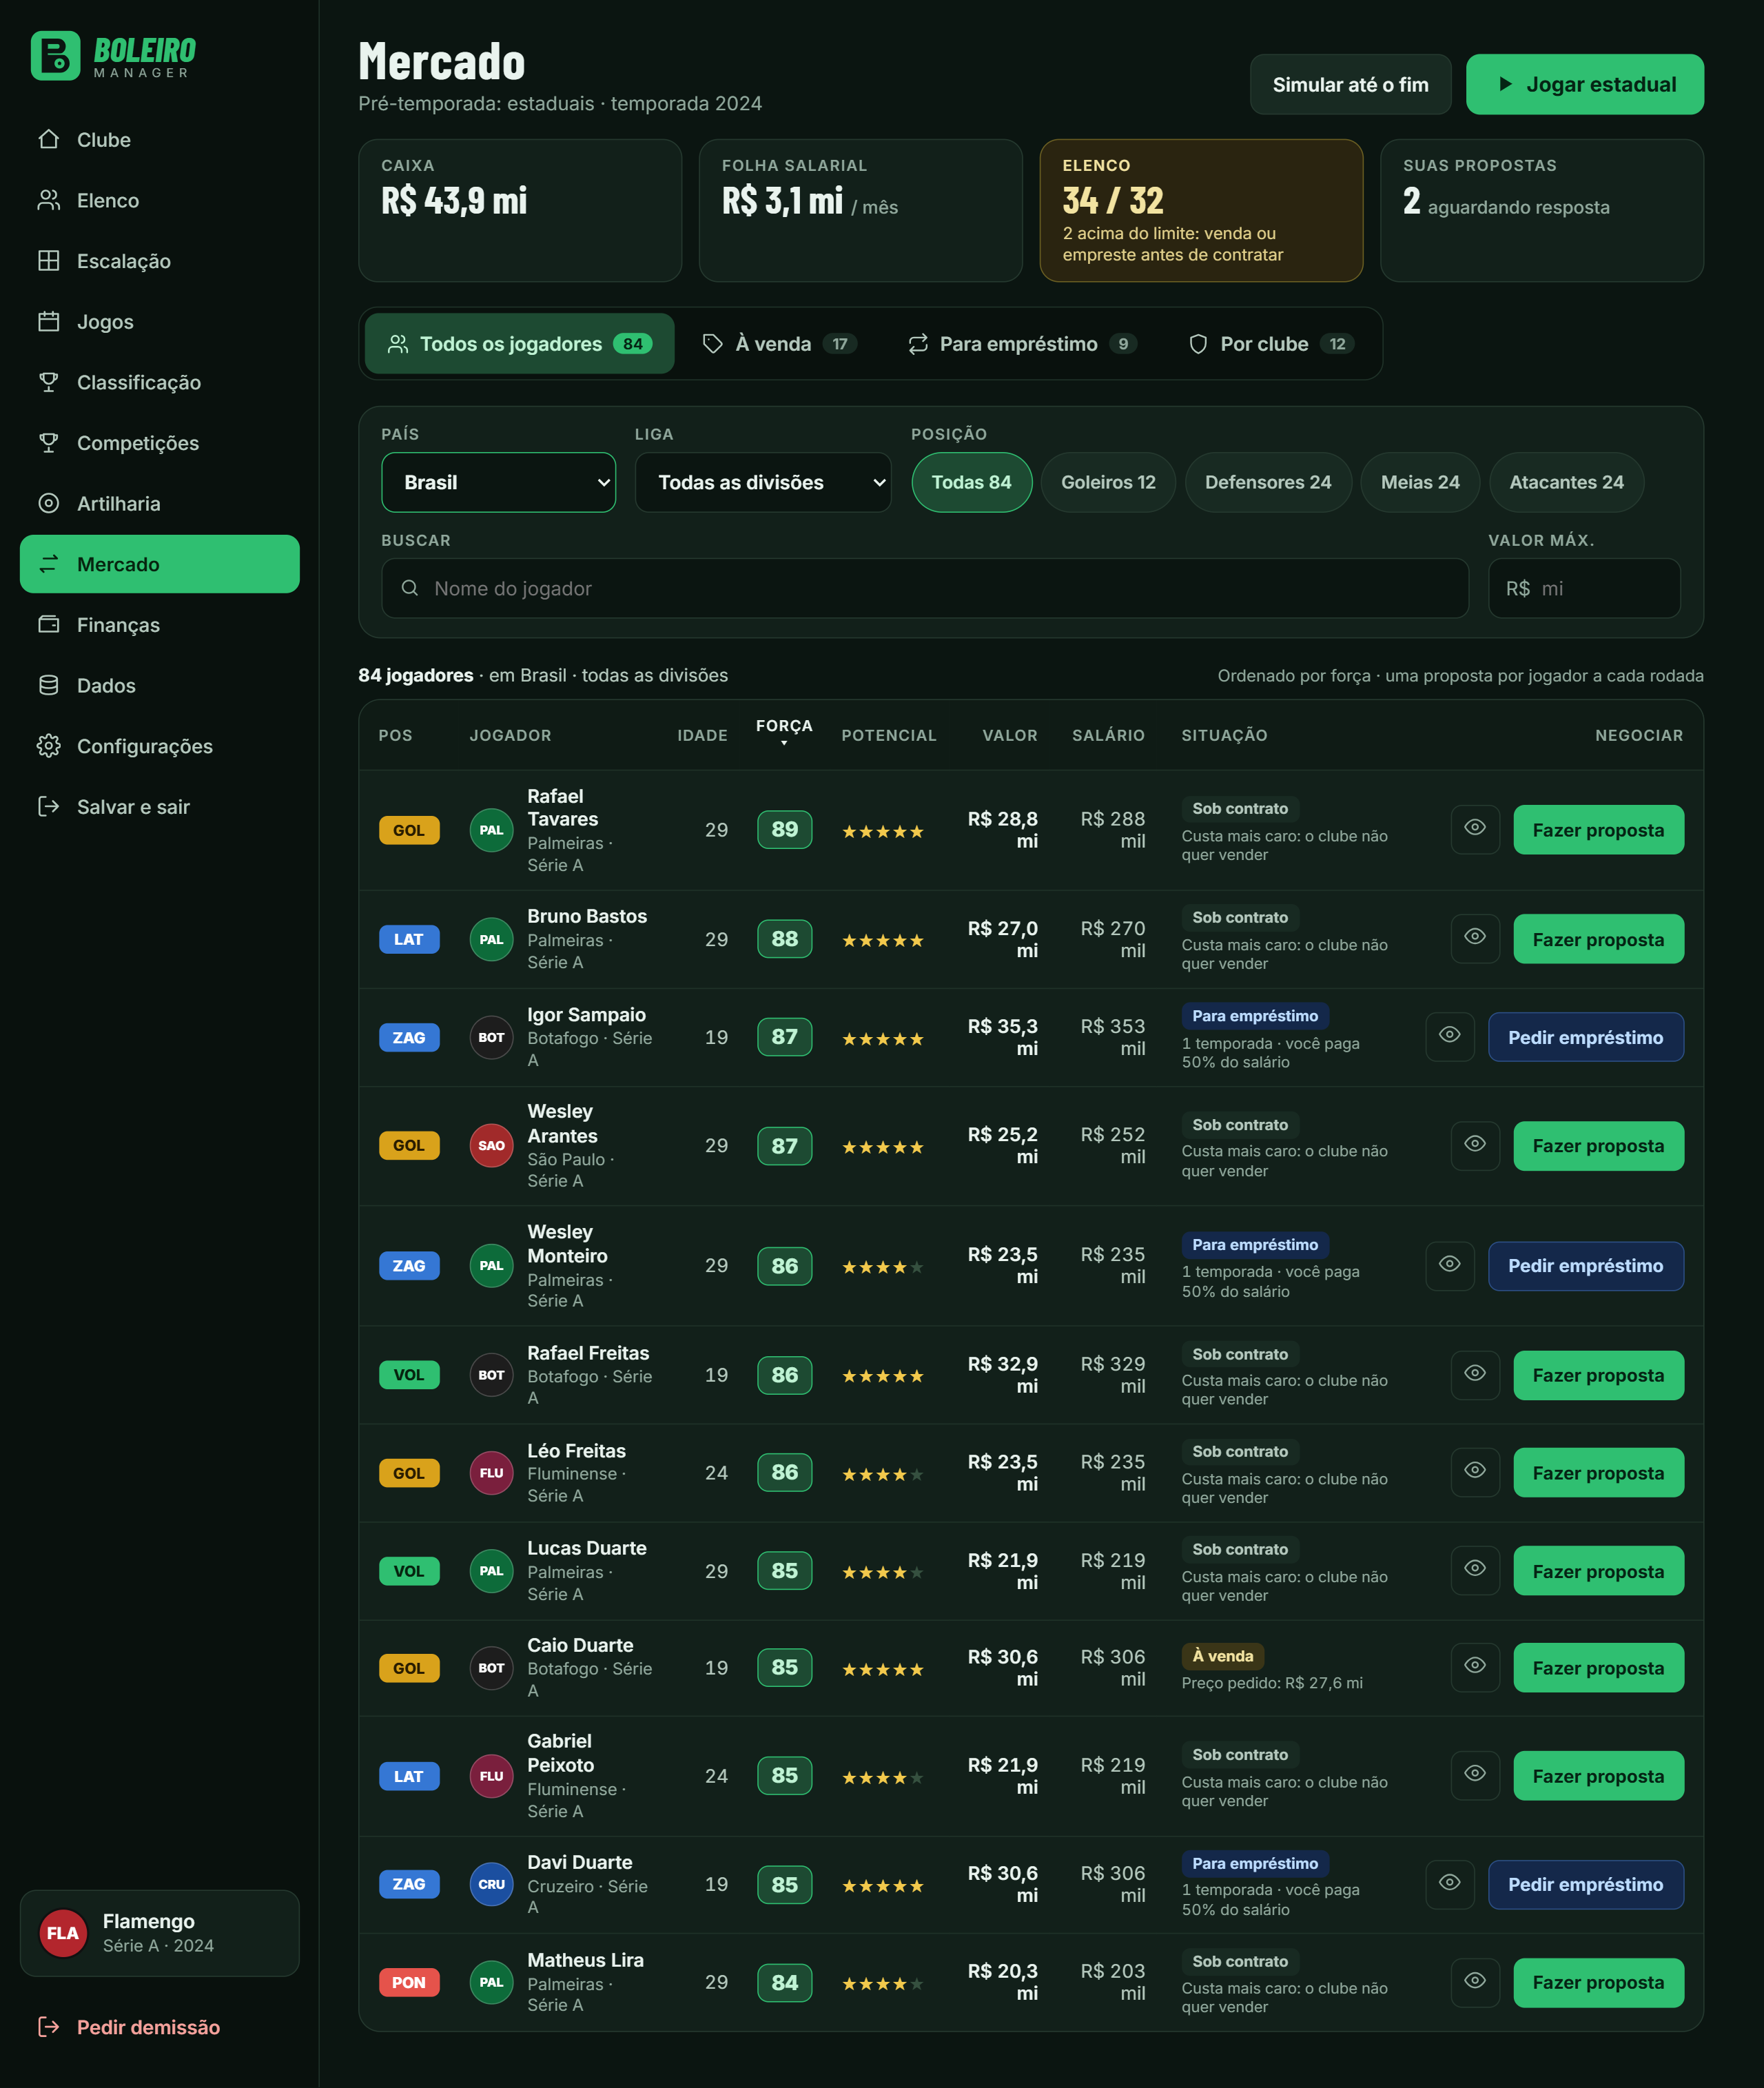 BOLEIRO
MANAGER
Clube
Elenco
Escalação
Jogos
Classificação
Competições
Artilharia
Mercado
Finanças
Dados
Configurações
Salvar e sair
FLA
Flamengo
Série A · 2024
Pedir demissão
Mercado
Pré-temporada: estaduais · temporada 2024
Simular até o fim
Jogar estadual
CAIXA
R$ 43,9 mi
FOLHA SALARIAL
R$ 3,1 mi / mês
ELENCO
34 / 32
2 acima do limite: venda ou
empreste antes de contratar
SUAS PROPOSTAS
2 aguardando resposta
Todos os jogadores 84
À venda 17
Para empréstimo 9
Por clube 12
PAÍS
Brasil
LIGA
Todas as divisões
POSIÇÃO
Todas 84
Goleiros 12
Defensores 24
Meias 24
Atacantes 24
BUSCAR
Nome do jogador
VALOR MÁX.
R$ mi
84 jogadores · em Brasil · todas as divisões
Ordenado por força · uma proposta por jogador a cada rodada
POS JOGADOR IDADE FORÇA ▼ POTENCIAL VALOR SALÁRIO SITUAÇÃO NEGOCIAR
GOL
PAL
Rafael
Tavares
Palmeiras ·
Série A
29
89
★★★★★
R$ 28,8
mi
R$ 288
mil
Sob contrato
Custa mais caro: o clube não
quer vender
Fazer proposta
LAT
PAL
Bruno Bastos
Palmeiras ·
Série A
29
88
★★★★★
R$ 27,0
mi
R$ 270
mil
Sob contrato
Custa mais caro: o clube não
quer vender
Fazer proposta
ZAG
BOT
Igor Sampaio
Botafogo · Série
A
19
87
★★★★★
R$ 35,3
mi
R$ 353
mil
Para empréstimo
1 temporada · você paga
50% do salário
Pedir empréstimo
GOL
SAO
Wesley
Arantes
São Paulo ·
Série A
29
87
★★★★★
R$ 25,2
mi
R$ 252
mil
Sob contrato
Custa mais caro: o clube não
quer vender
Fazer proposta
ZAG
PAL
Wesley
Monteiro
Palmeiras ·
Série A
29
86
★★★★★
R$ 23,5
mi
R$ 235
mil
Para empréstimo
1 temporada · você paga
50% do salário
Pedir empréstimo
VOL
BOT
Rafael Freitas
Botafogo · Série
A
19
86
★★★★★
R$ 32,9
mi
R$ 329
mil
Sob contrato
Custa mais caro: o clube não
quer vender
Fazer proposta
GOL
FLU
Léo Freitas
Fluminense ·
Série A
24
86
★★★★★
R$ 23,5
mi
R$ 235
mil
Sob contrato
Custa mais caro: o clube não
quer vender
Fazer proposta
VOL
PAL
Lucas Duarte
Palmeiras ·
Série A
29
85
★★★★★
R$ 21,9
mi
R$ 219
mil
Sob contrato
Custa mais caro: o clube não
quer vender
Fazer proposta
GOL
BOT
Caio Duarte
Botafogo · Série
A
19
85
★★★★★
R$ 30,6
mi
R$ 306
mil
À venda
Preço pedido: R$ 27,6 mi
Fazer proposta
LAT
FLU
Gabriel
Peixoto
Fluminense ·
Série A
24
85
★★★★★
R$ 21,9
mi
R$ 219
mil
Sob contrato
Custa mais caro: o clube não
quer vender
Fazer proposta
ZAG
CRU
Davi Duarte
Cruzeiro · Série
A
19
85
★★★★★
R$ 30,6
mi
R$ 306
mil
Para empréstimo
1 temporada · você paga
50% do salário
Pedir empréstimo
PON
PAL
Matheus Lira
Palmeiras ·
Série A
29
84
★★★★★
R$ 20,3
mi
R$ 203
mil
Sob contrato
Custa mais caro: o clube não
quer vender
Fazer proposta